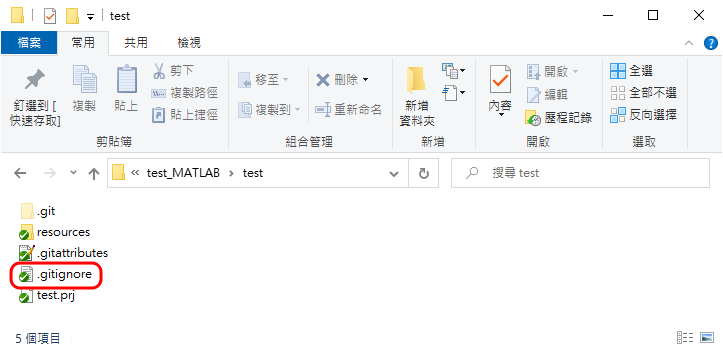 test
檔案 常用 共用 檢視
釘選到 [快速存取]
複製
貼上
剪下
複製路徑
貼上捷徑
剪貼簿
移至
複製到
刪除
重新命名
組合管理
新增資料夾
新增
內容
開啟
編輯
歷程記錄
開啟
全選
全部不選
反向選擇
選取
« test_MATLAB › test
搜尋 test
.git
resources
.gitattributes
.gitignore
test.prj
5 個項目